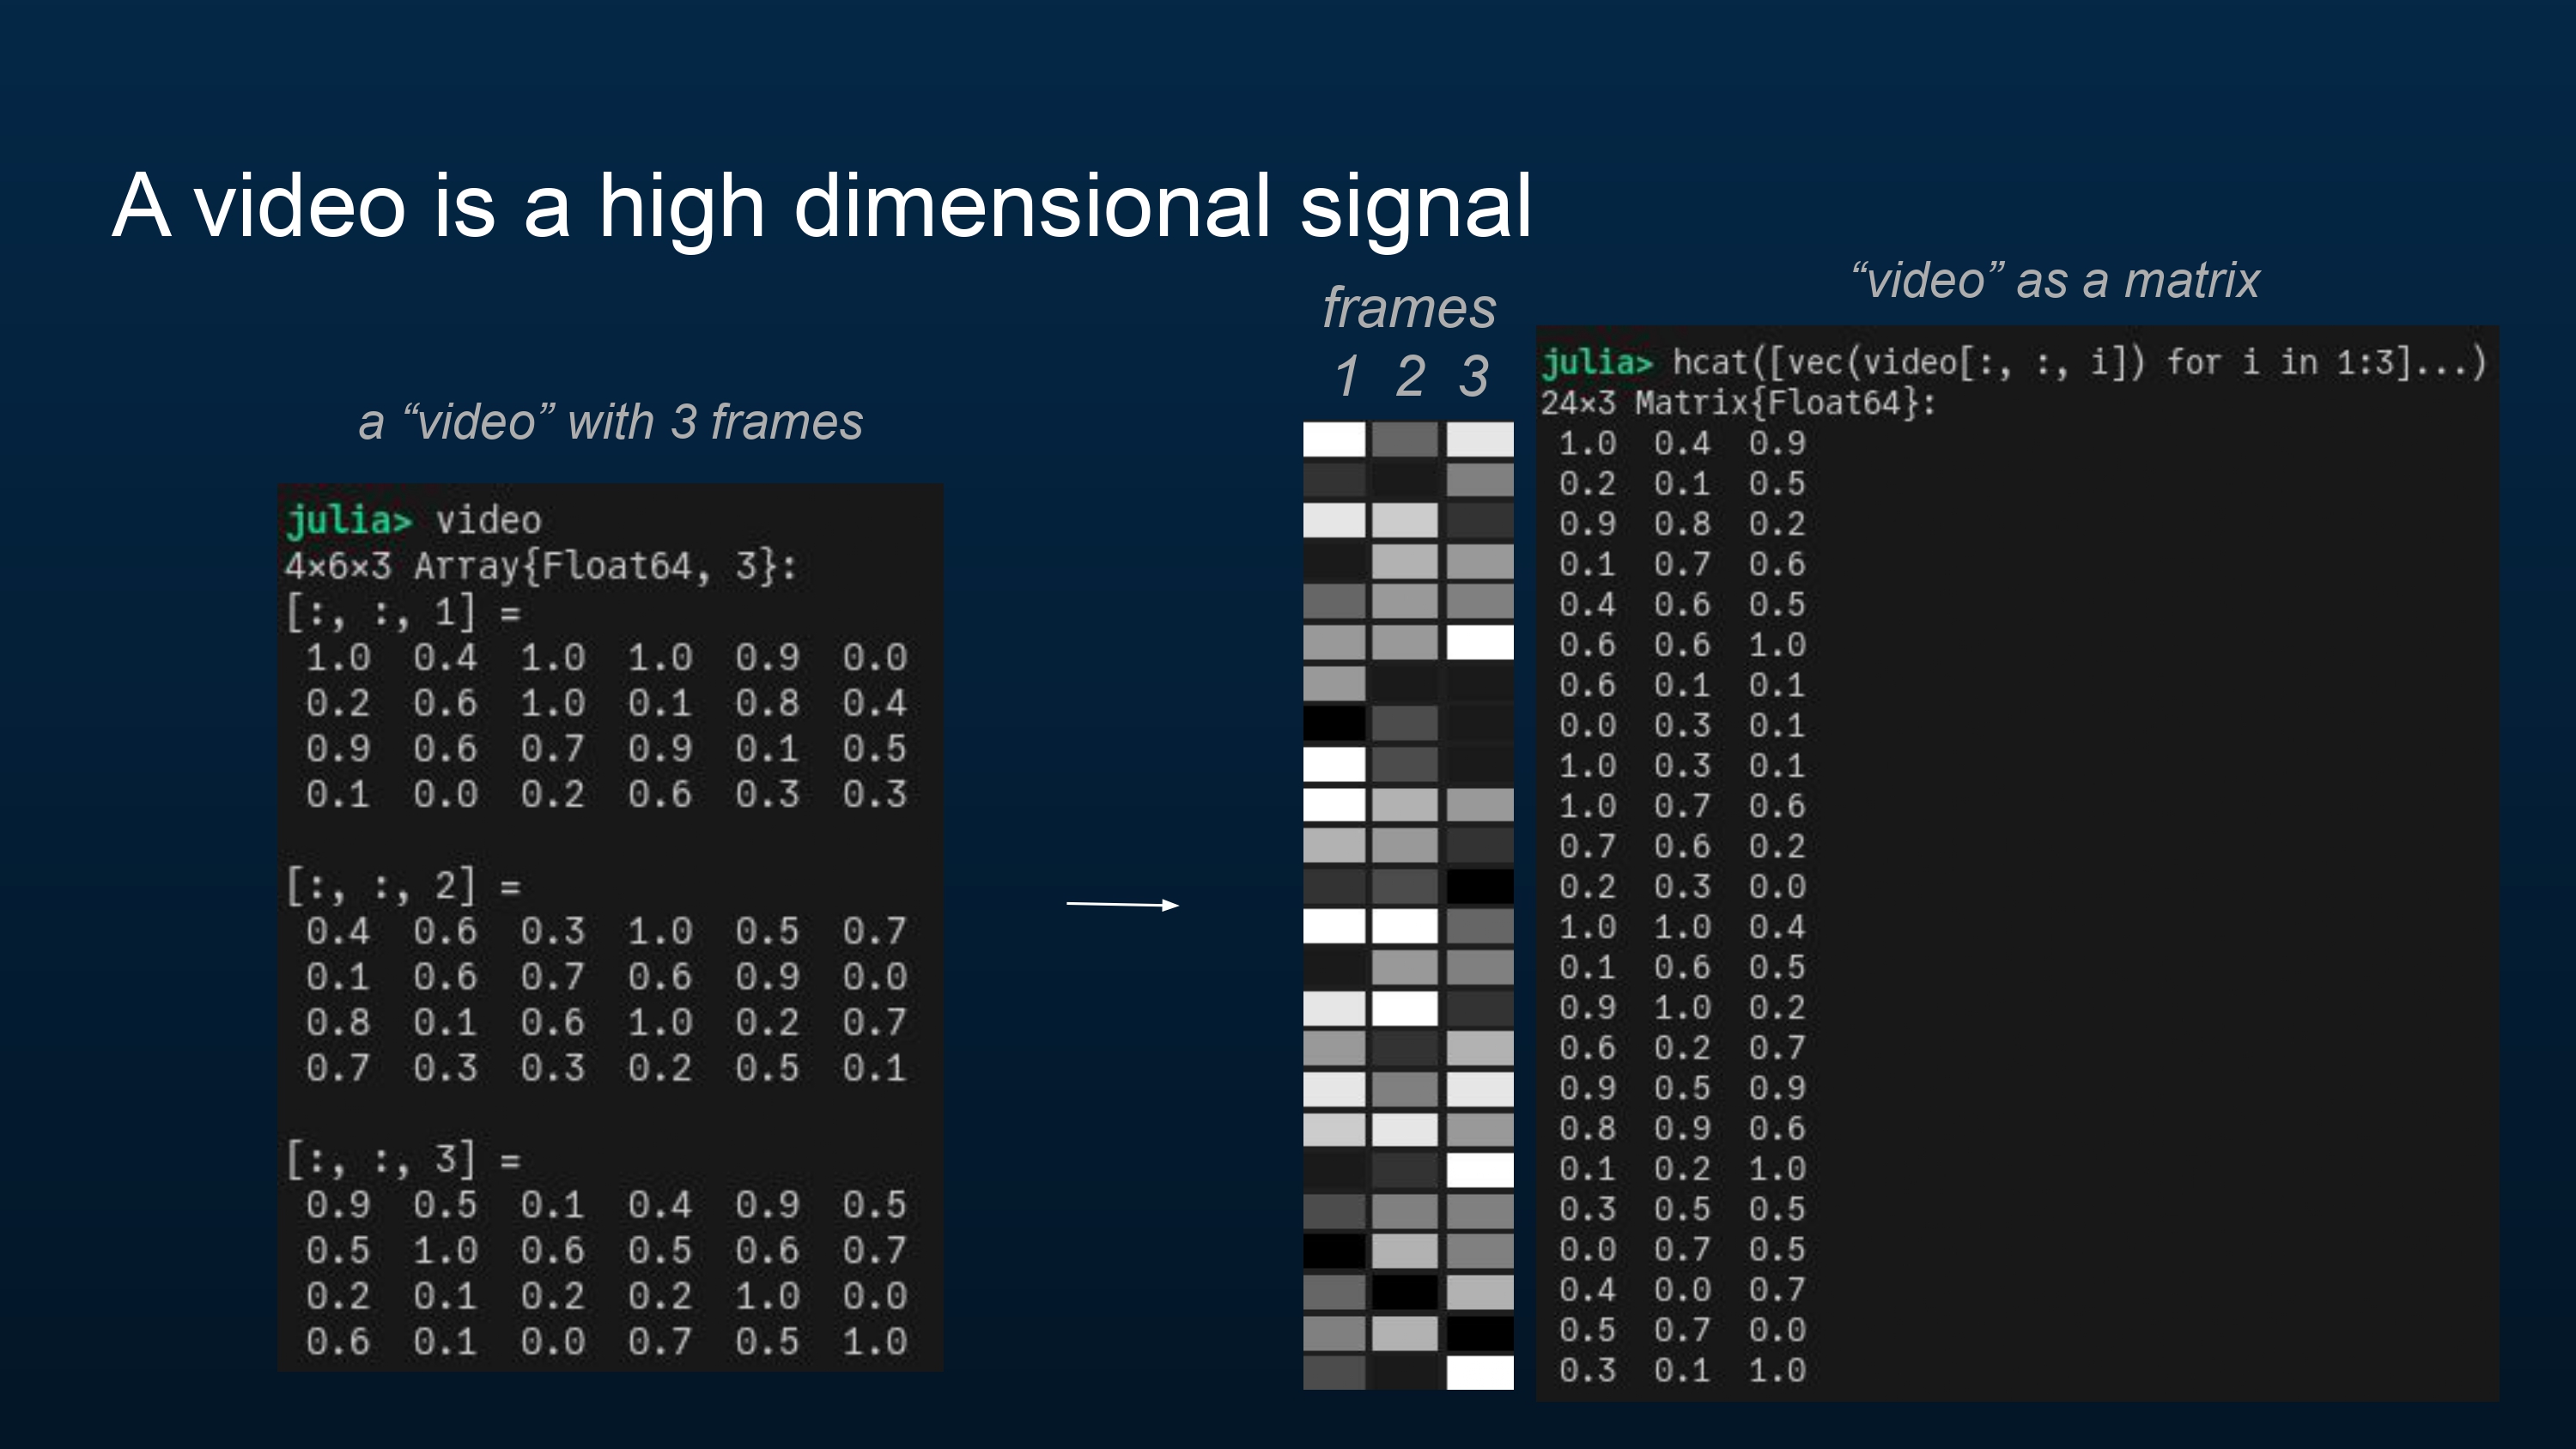 A video is a high dimensional signal
a “video” with 3 frames
julia> video
4×6×3 Array{Float64, 3}:
[:, :, 1] =
1.0 0.4 1.0 1.0 0.9 0.0
0.2 0.6 1.0 0.1 0.8 0.4
0.9 0.6 0.7 0.9 0.1 0.5
0.1 0.0 0.2 0.6 0.3 0.3
[:, :, 2] =
0.4 0.6 0.3 1.0 0.5 0.7
0.1 0.6 0.7 0.6 0.9 0.0
0.8 0.1 0.6 1.0 0.2 0.7
0.7 0.3 0.3 0.2 0.5 0.1
[:, :, 3] =
0.9 0.5 0.1 0.4 0.9 0.5
0.5 1.0 0.6 0.5 0.6 0.7
0.2 0.1 0.2 0.2 1.0 0.0
0.6 0.1 0.0 0.7 0.5 1.0
frames
1 2 3
“video” as a matrix
julia> hcat([vec(video[:, :, i]) for i in 1:3]...)
24×3 Matrix{Float64}:
1.0 0.4 0.9
0.2 0.1 0.5
0.9 0.8 0.2
0.1 0.7 0.6
0.4 0.6 0.5
0.6 0.6 1.0
0.6 0.1 0.1
0.0 0.3 0.1
1.0 0.3 0.1
1.0 0.7 0.6
0.7 0.6 0.2
0.2 0.3 0.0
1.0 1.0 0.4
0.1 0.6 0.5
0.9 1.0 0.2
0.6 0.2 0.7
0.9 0.5 0.9
0.8 0.9 0.6
0.1 0.2 1.0
0.3 0.5 0.5
0.0 0.7 0.5
0.4 0.0 0.7
0.5 0.7 0.0
0.3 0.1 1.0